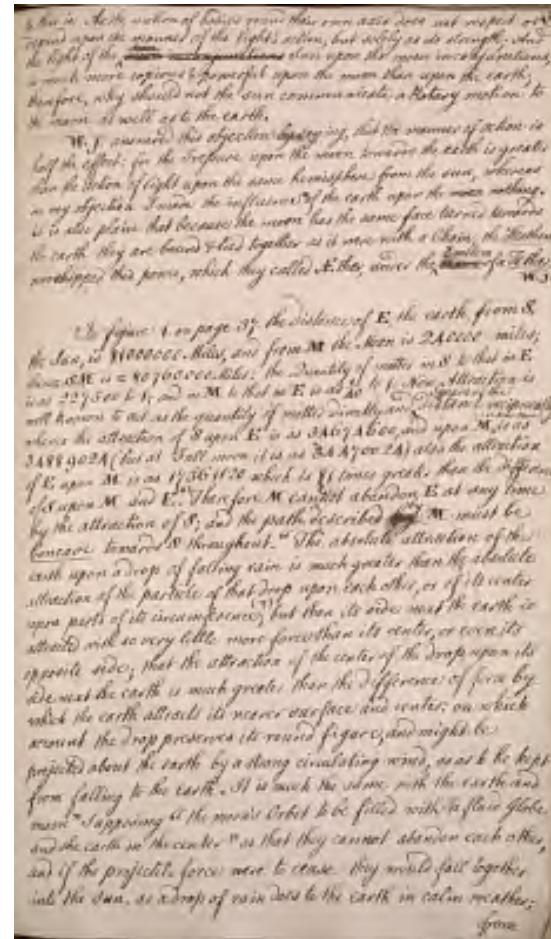 this is: As the motion of bodies round their own axis does not respect or
depend upon the manner of the light's action, but solely as its strength. And
the light of the does upon the moon in conjunctions,
is much more copious & powerful upon the moon than upon the earth;
therefore, why should not the sun communicate a Rotary motion to
the moon as well as to the earth.
W. J. answered this objection by saying, that the manner of action is
half the effect: for the Pressure upon the moon towards the earth is greater
than the action of light upon the same hemisphere from the sun, whereas
in my objection I mean the influence of the earth upon the moon nothing.
it is also plain that because the moon has the same face turned towards
the earth they are bound & tied together as it were with a Chain; the Heathens
worshipped this power, which they called Æther, under the Emblem of a Father
W. J.
In figure 1. on page 37 the distance of E the earth, from S,
the Sun, is 81000000 Miles, and from M the Moon is 240000 miles;
hence SM is = 80760000 Miles: the Quantity of matter in S to that in E
is as 227500 to 1; and in M to that in E is as to 1. Now Attraction is
well known to act as the quantity of matter directly and square of the distance reciprocally
whence the attraction of S upon E is as 34674600, and upon M is as
34889024 (but at Full moon it is as 34470024) also the attraction
of E upon M is as 17361120 which is 81 times great. than the difference
of S upon M and E." Therefore M cannot abandon E at any time
by the attraction of S; and the path described M must be
Concave towards S throughout." The absolute attraction of the
earth upon a drop of falling rain is much greater than the absolute
attraction of the particles of that drop upon each other, or of its center
upon parts of its circumference; but then its side next the earth is
attracted with so very little more force than its center, or even its
opposite side; that the attraction of the center of the drop upon its
side next the earth is much greater than the difference of force by
which the earth attracts its nearer surface and center: on which
account the drop preserves its round figure, and might be
projected about the earth by a strong circulating wind, so as to be kept
from falling to the Earth. It is much the same with the earth and
moon" Supposing the moon's Orbit to be filled with a fluid Globe
and the earth in the center" so that they cannot abandon each other,
and if the projectile force were to cease they would fall together
into the Sun, as a drop of rain does to the earth in calm weather;
from